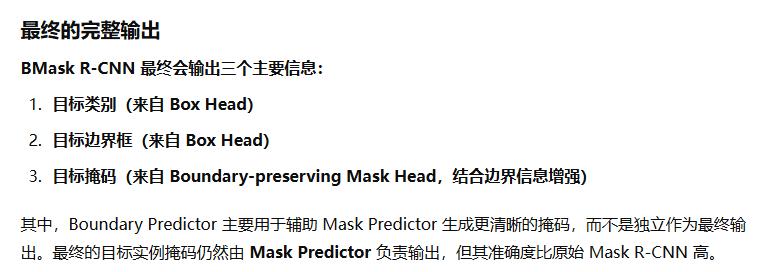 最终的完整输出
BMask R-CNN 最终会输出三个主要信息：
1. 目标类别（来自 Box Head）
2. 目标边界框（来自 Box Head）
3. 目标掩码（来自 Boundary-preserving Mask Head，结合边界信息增强）
其中，Boundary Predictor 主要用于辅助 Mask Predictor 生成更清晰的掩码，而不是独立作为最终输
出。最终的目标实例掩码仍然由 Mask Predictor 负责输出，但其准确度比原始 Mask R-CNN 高。